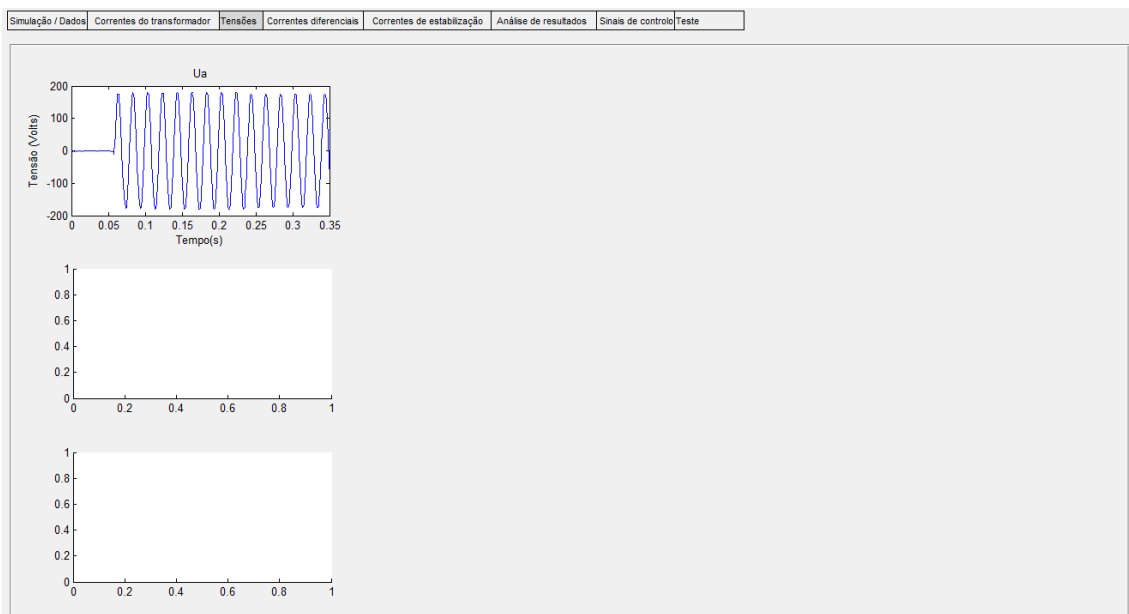 Simulação / Dados Correntes do transformador Tensões Correntes diferenciais Correntes de estabilização Análise de resultados Sinais de controlo Teste
Ua
200
100
0
-100
-200
Tensão (Volts)
0 0.05 0.1 0.15 0.2 0.25 0.3 0.35
Tempo(s)
1
0.8
0.6
0.4
0.2
0
0 0.2 0.4 0.6 0.8 1
1
0.8
0.6
0.4
0.2
0
0 0.2 0.4 0.6 0.8 1